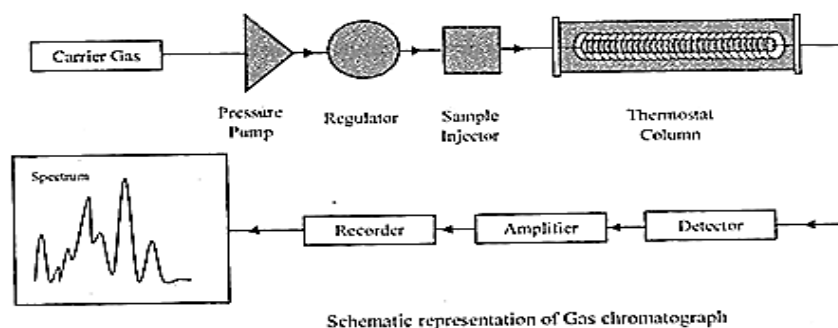 Carrier Gas
Pressure
Pump
Regulator
Sample
Injector
Thermostat
Column
Spectrum
Recorder
Amplifier
Detector
Schematic representation of Gas chromatograph